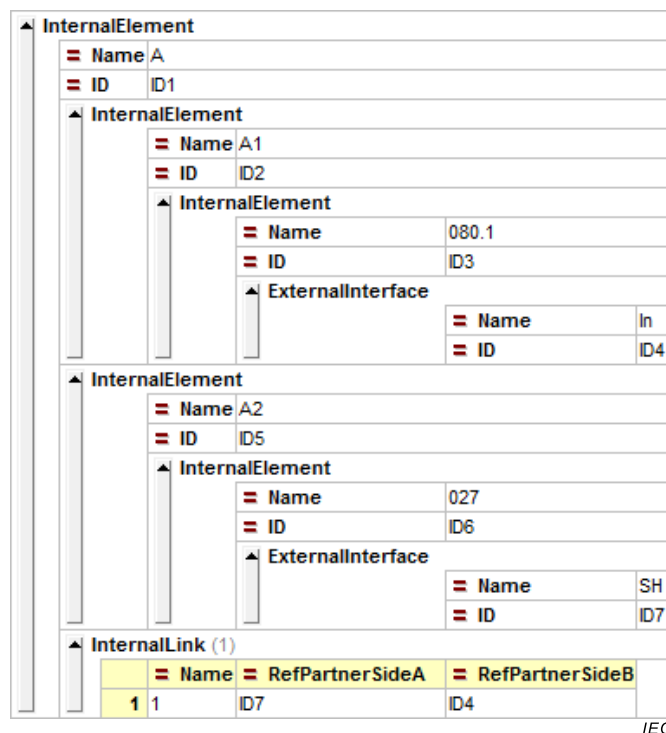 InternalElement
= Name A
= ID ID1
InternalElement
= Name A1
= ID ID2
InternalElement
= Name 080.1
= ID ID3
ExternalInterface
= Name In
= ID ID4
InternalElement
= Name A2
= ID ID5
InternalElement
= Name 027
= ID ID6
ExternalInterface
= Name SH
= ID ID7
InternalLink (1)
= Name = RefPartnerSideA = RefPartnerSideB
1 1 ID7 ID4
IEC